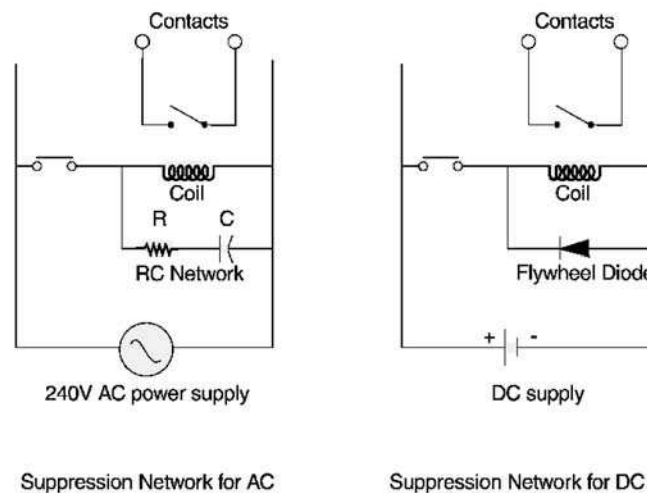 Contacts
Contacts
Coil
Coil
R C
RC Network
Flywheel Diode
+ -
240V AC power supply
DC supply
Suppression Network for AC
Suppression Network for DC